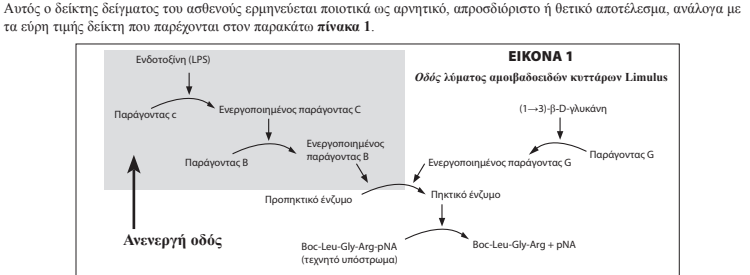 Αυτός ο δείκτης δείγματος του ασθενούς ερμηνεύεται ποιοτικά ως αρνητικό, απροσδιόριστο ή θετικό αποτέλεσμα, ανάλογα με
τα εύρη τιμής δείκτη που παρέχονται στον παρακάτω πίνακα 1.
ΕΙΚΟΝΑ 1
Οδός λύματος αμοιβαδοειδών κυττάρων Limulus
Ενδοτοξίνη (LPS)
Παράγοντας c
Ενεργοποιημένος παράγοντας C
(1→3)-β-D-γλυκάνη
Παράγοντας B
Ενεργοποιημένος
παράγοντας B
Ενεργοποιημένος παράγοντας G
Παράγοντας G
Προπηκτικό ένζυμο
Πηκτικό ένζυμο
Ανενεργή οδός
Boc-Leu-Gly-Arg-pNA
(τεχνητό υπόστρωμα)
Boc-Leu-Gly-Arg + pNA